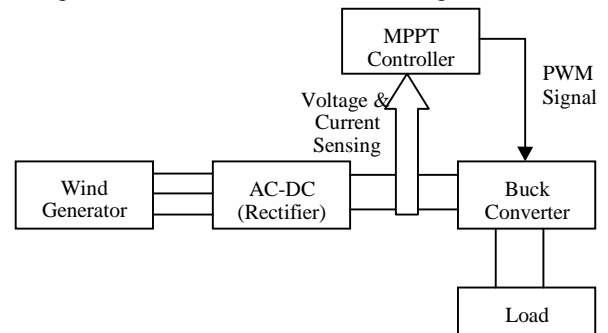 MPPT
Controller
PWM
Signal
Voltage &
Current
Sensing
Wind
Generator
AC-DC
(Rectifier)
Buck
Converter
Load